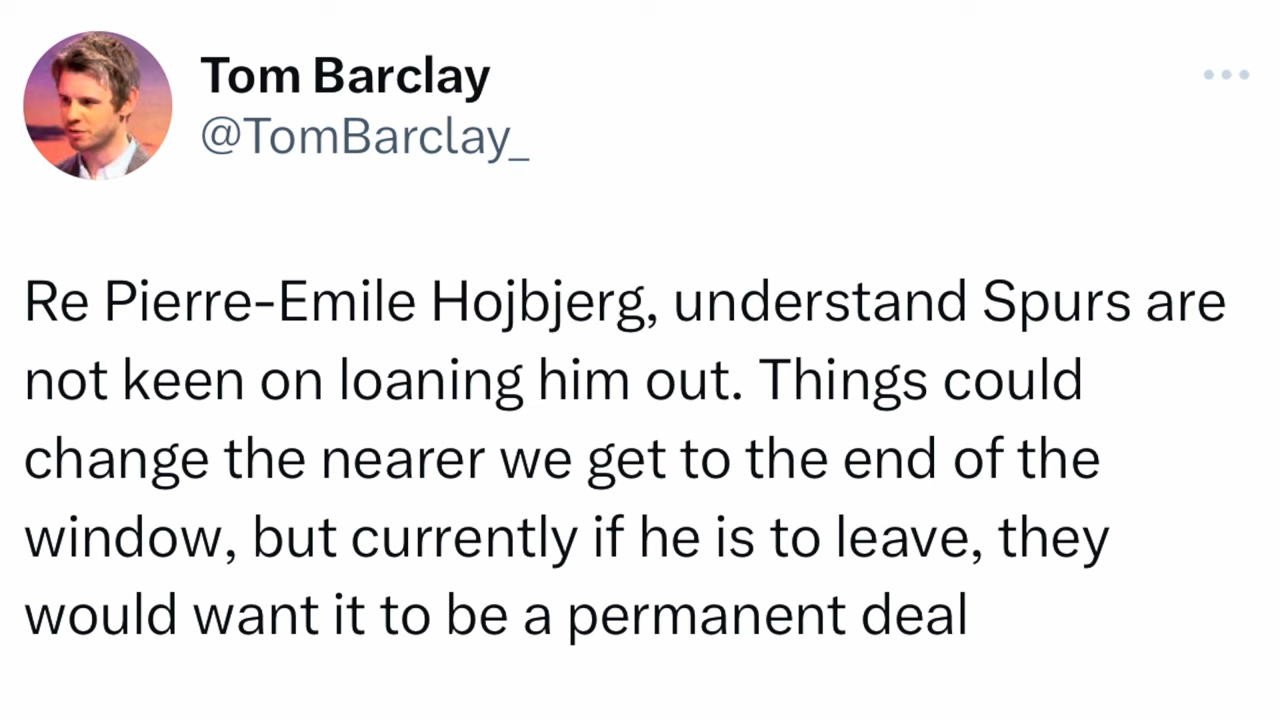 Tom Barclay
@TomBarclay_
Re Pierre-Emile Hojbjerg, understand Spurs are
not keen on loaning him out. Things could
change the nearer we get to the end of the
window, but currently if he is to leave, they
would want it to be a permanent deal